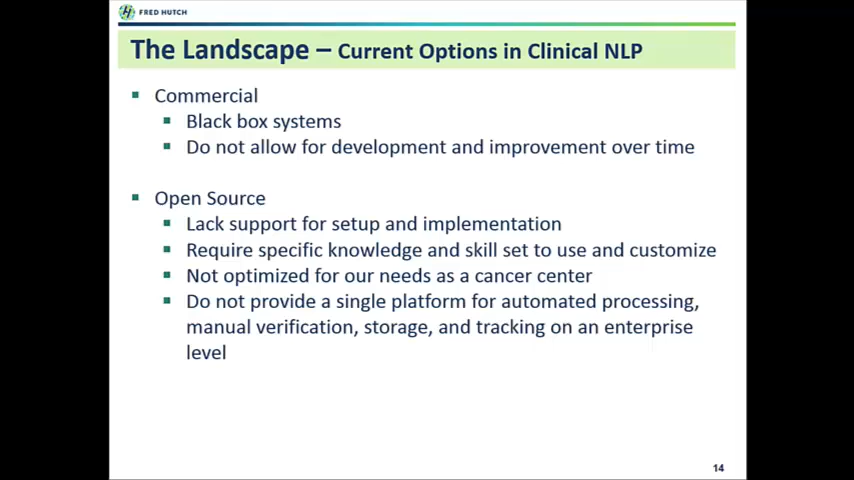 FRED HUTCH
The Landscape – Current Options in Clinical NLP
Commercial
Black box systems
Do not allow for development and improvement over time
Open Source
Lack support for setup and implementation
Require specific knowledge and skill set to use and customize
Not optimized for our needs as a cancer center
Do not provide a single platform for automated processing,
manual verification, storage, and tracking on an enterprise
level
14